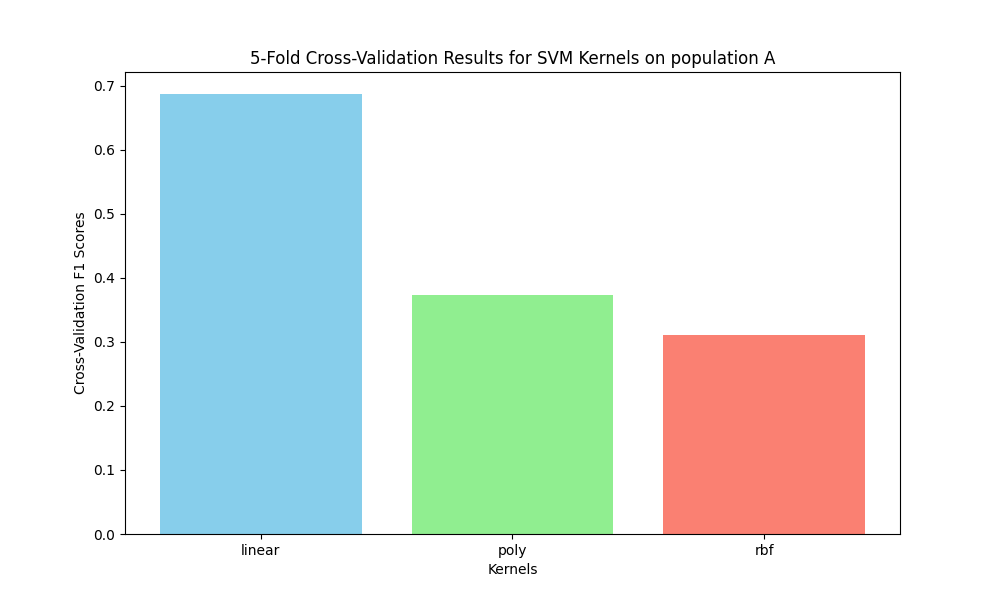 5-Fold Cross-Validation Results for SVM Kernels on population A
Cross-Validation F1 Scores
0.7
0.6
0.5
0.4
0.3
0.2
0.1
0.0
linear
poly
rbf
Kernels